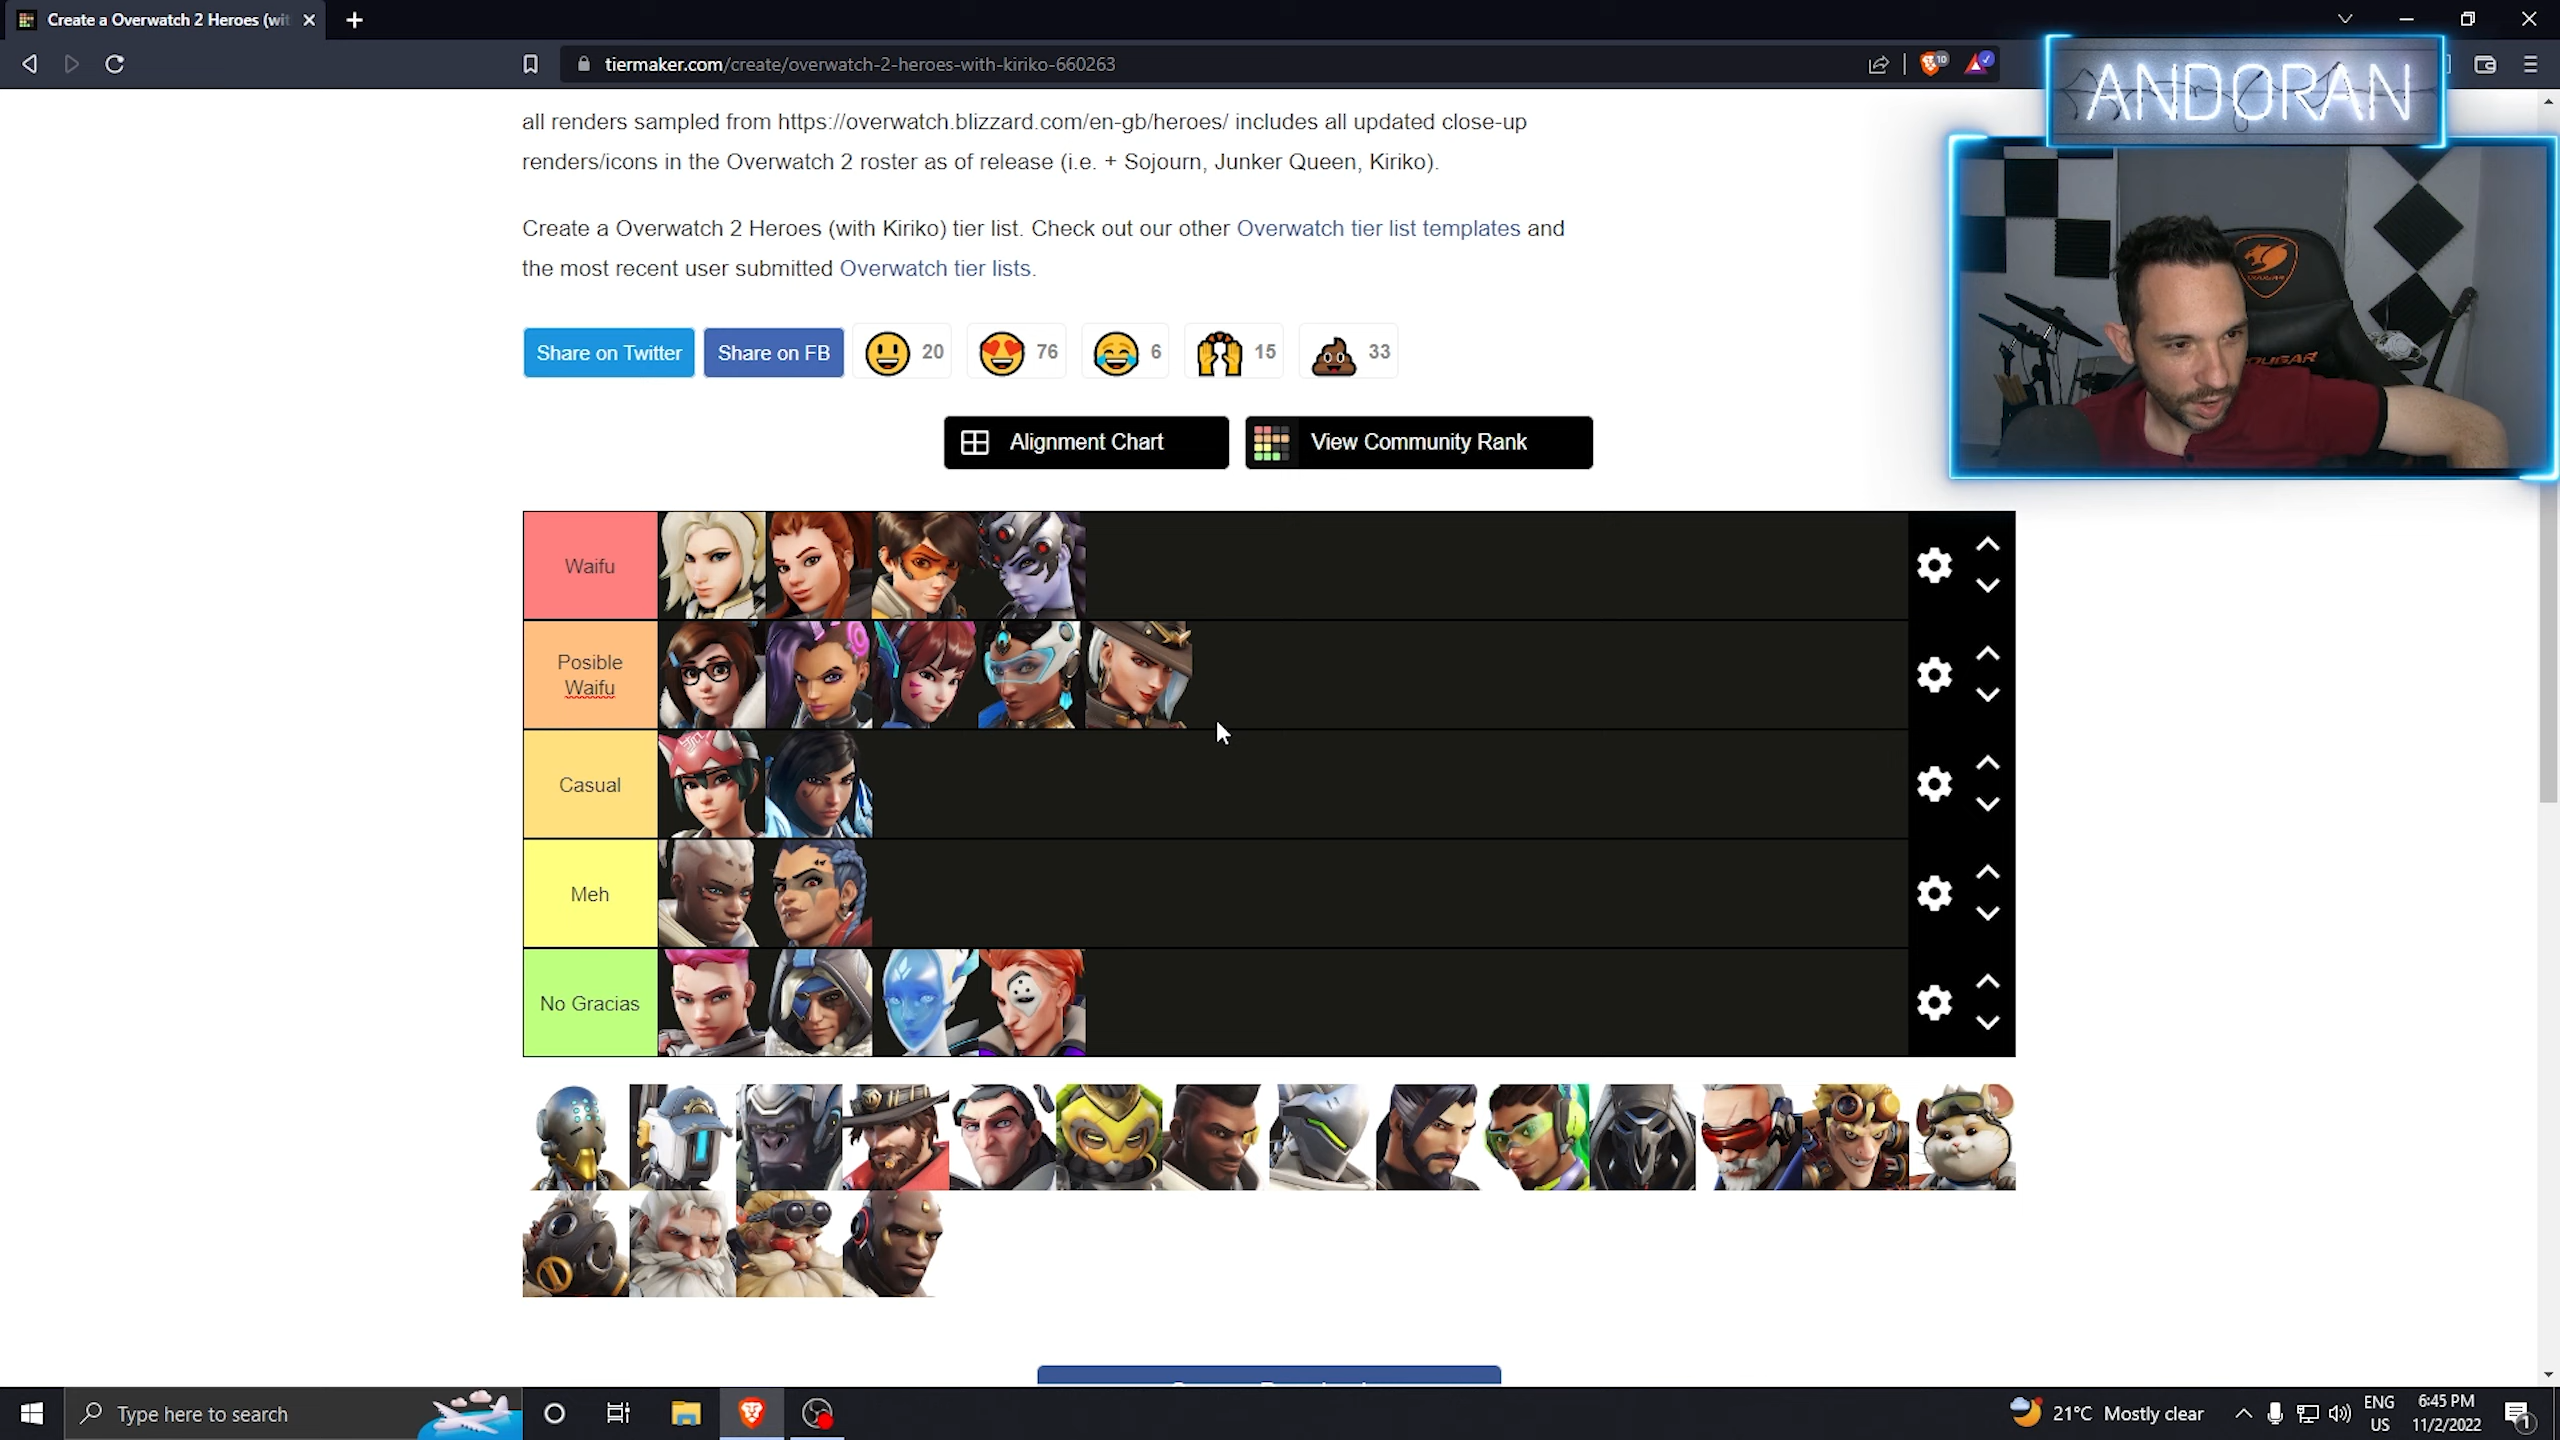 Create a Overwatch 2 Heroes (wit
tiermaker.com/create/overwatch-2-heroes-with-kiriko-660263
10
ANDORAN
all renders sampled from https://overwatch.blizzard.com/en-gb/heroes/ includes all updated close-up
renders/icons in the Overwatch 2 roster as of release (i.e. + Sojourn, Junker Queen, Kiriko).
Create a Overwatch 2 Heroes (with Kiriko) tier list. Check out our other Overwatch tier list templates and
the most recent user submitted Overwatch tier lists.
Share on Twitter
Share on FB
20
76
6
15
33
COUGAR
Alignment Chart
View Community Rank
Waifu
Posible
Waifu
Casual
Meh
No Gracias
Type here to search
21°C Mostly clear
ENG
US
6:45 PM
11/2/2022
1